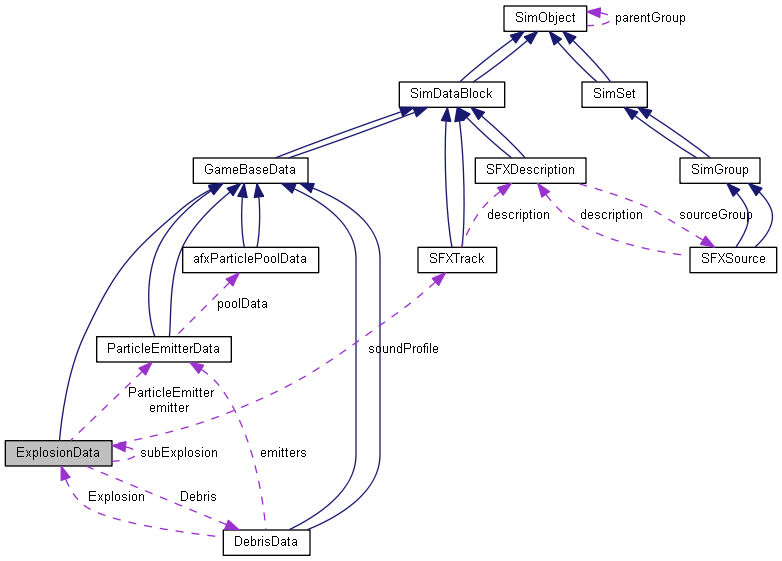 SimObject
parentGroup
SimDataBlock
SimSet
GameBaseData
SFXDescription
SimGroup
description
description
sourceGroup
afxParticlePoolData
SFXTrack
SFXSource
poolData
ParticleEmitterData
soundProfile
ParticleEmitter
emitter
ExplosionData
subExplosion
emitters
Explosion
Debris
DebrisData